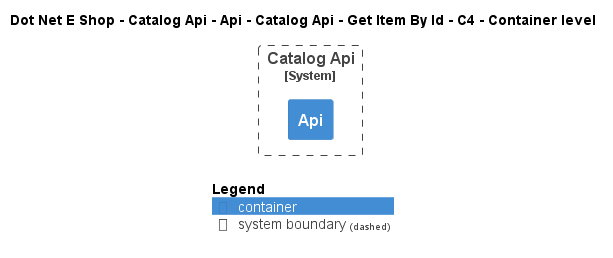 Dot Net E Shop - Catalog Api - Api - Catalog Api - Get Item By Id - C4 - Container level
Catalog Api
[System]
Api
Legend
container
system boundary (dashed)